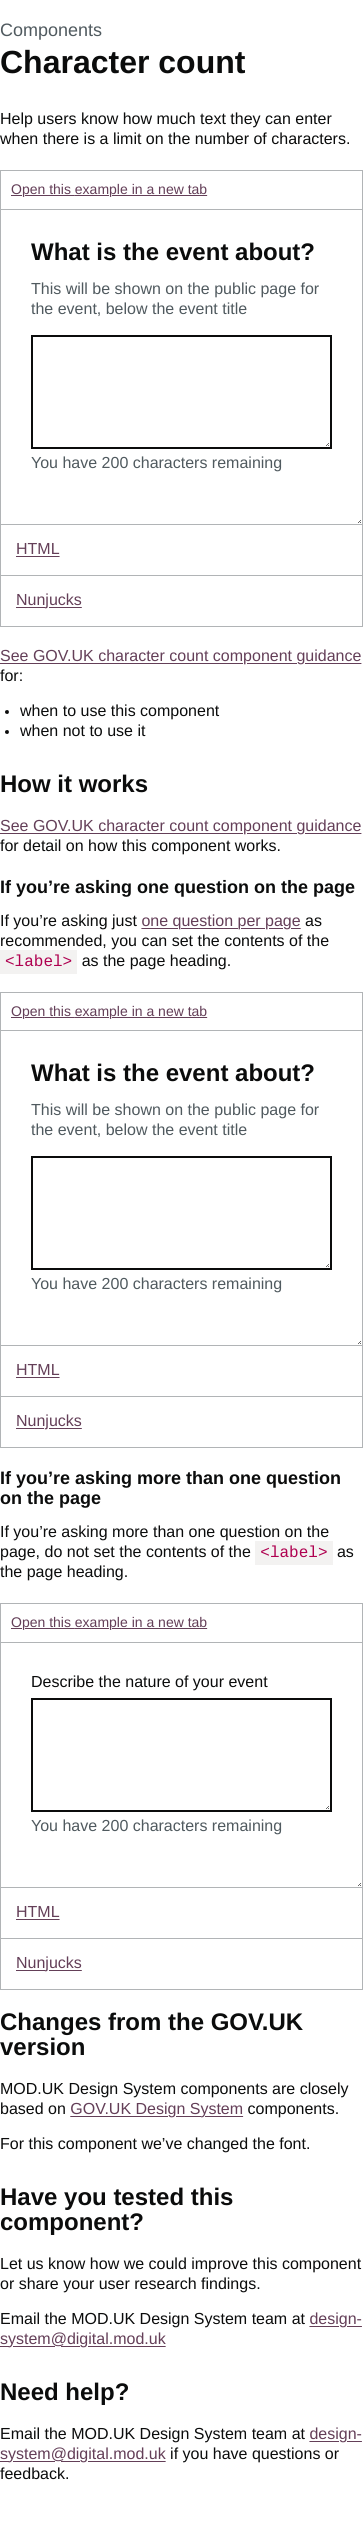 Components
Character count
Help users know how much text they can enter
when there is a limit on the number of characters.
Open this example in a new tab
What is the event about?
This will be shown on the public page for
the event, below the event title
You have 200 characters remaining
HTML
Nunjucks
See GOV.UK character count component guidance
for:
• when to use this component
• when not to use it
How it works
See GOV.UK character count component guidance
for detail on how this component works.
If you’re asking one question on the page
If you’re asking just one question per page as
recommended, you can set the contents of the
<label> as the page heading.
Open this example in a new tab
What is the event about?
This will be shown on the public page for
the event, below the event title
You have 200 characters remaining
HTML
Nunjucks
If you’re asking more than one question
on the page
If you’re asking more than one question on the
page, do not set the contents of the <label> as
the page heading.
Open this example in a new tab
Describe the nature of your event
You have 200 characters remaining
HTML
Nunjucks
Changes from the GOV.UK
version
MOD.UK Design System components are closely
based on GOV.UK Design System components.
For this component we’ve changed the font.
Have you tested this
component?
Let us know how we could improve this component
or share your user research findings.
Email the MOD.UK Design System team at design-
system@digital.mod.uk
Need help?
Email the MOD.UK Design System team at design-
system@digital.mod.uk if you have questions or
feedback.